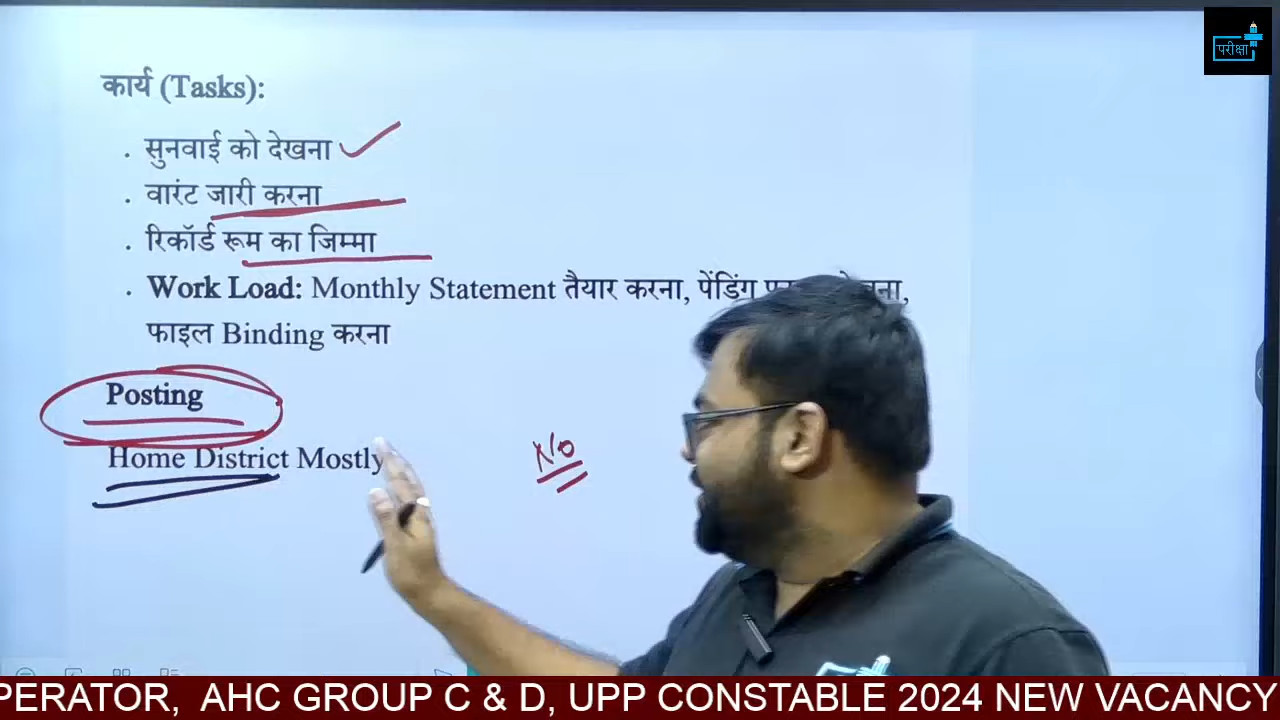 परीक्षा
कार्य (Tasks):
. सुनवाई को देखना
. वारंट जारी करना
. रिकॉर्ड रूम का जिम्मा
. Work Load: Monthly Statement तैयार करना, पेंडिंग
फाइल Binding करना
Posting
No
Home District Mostly
PERATOR, AHC GROUP C & D, UPP CONSTABLE 2024 NEW VACANCY